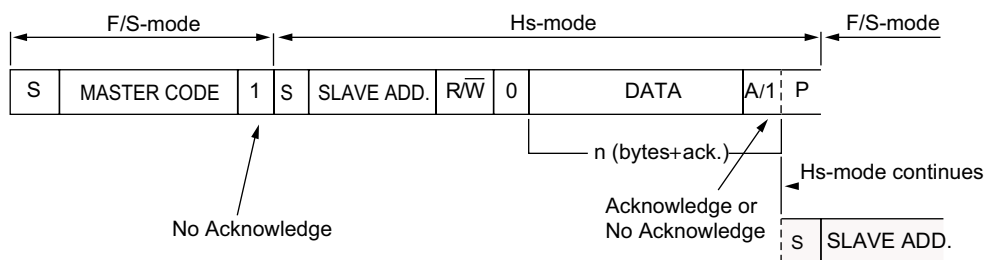 F/S-mode Hs-mode F/S-mode
S MASTER CODE 1 S SLAVE ADD. R/W̅ 0 DATA A/1 P
n (bytes+ack.)
Hs-mode continues
No Acknowledge
Acknowledge or
No Acknowledge
S SLAVE ADD.